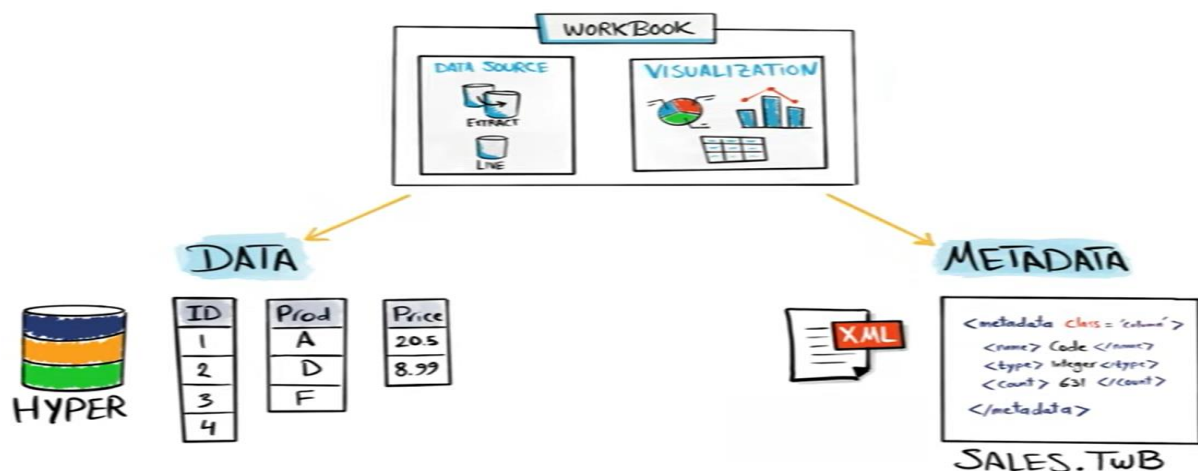 WORKBOOK
DATA SOURCE
EXTRACT
LIVE
VISUALIZATION
DATA
METADATA
HYPER
ID
1
2
3
4
Prod
A
D
F
Price
20.5
8.99
XML
<metadata class = 'column'>
<name> Code </name>
<type> Integer </type>
<count> 631 </count>
</metadata>
SALES.TWB